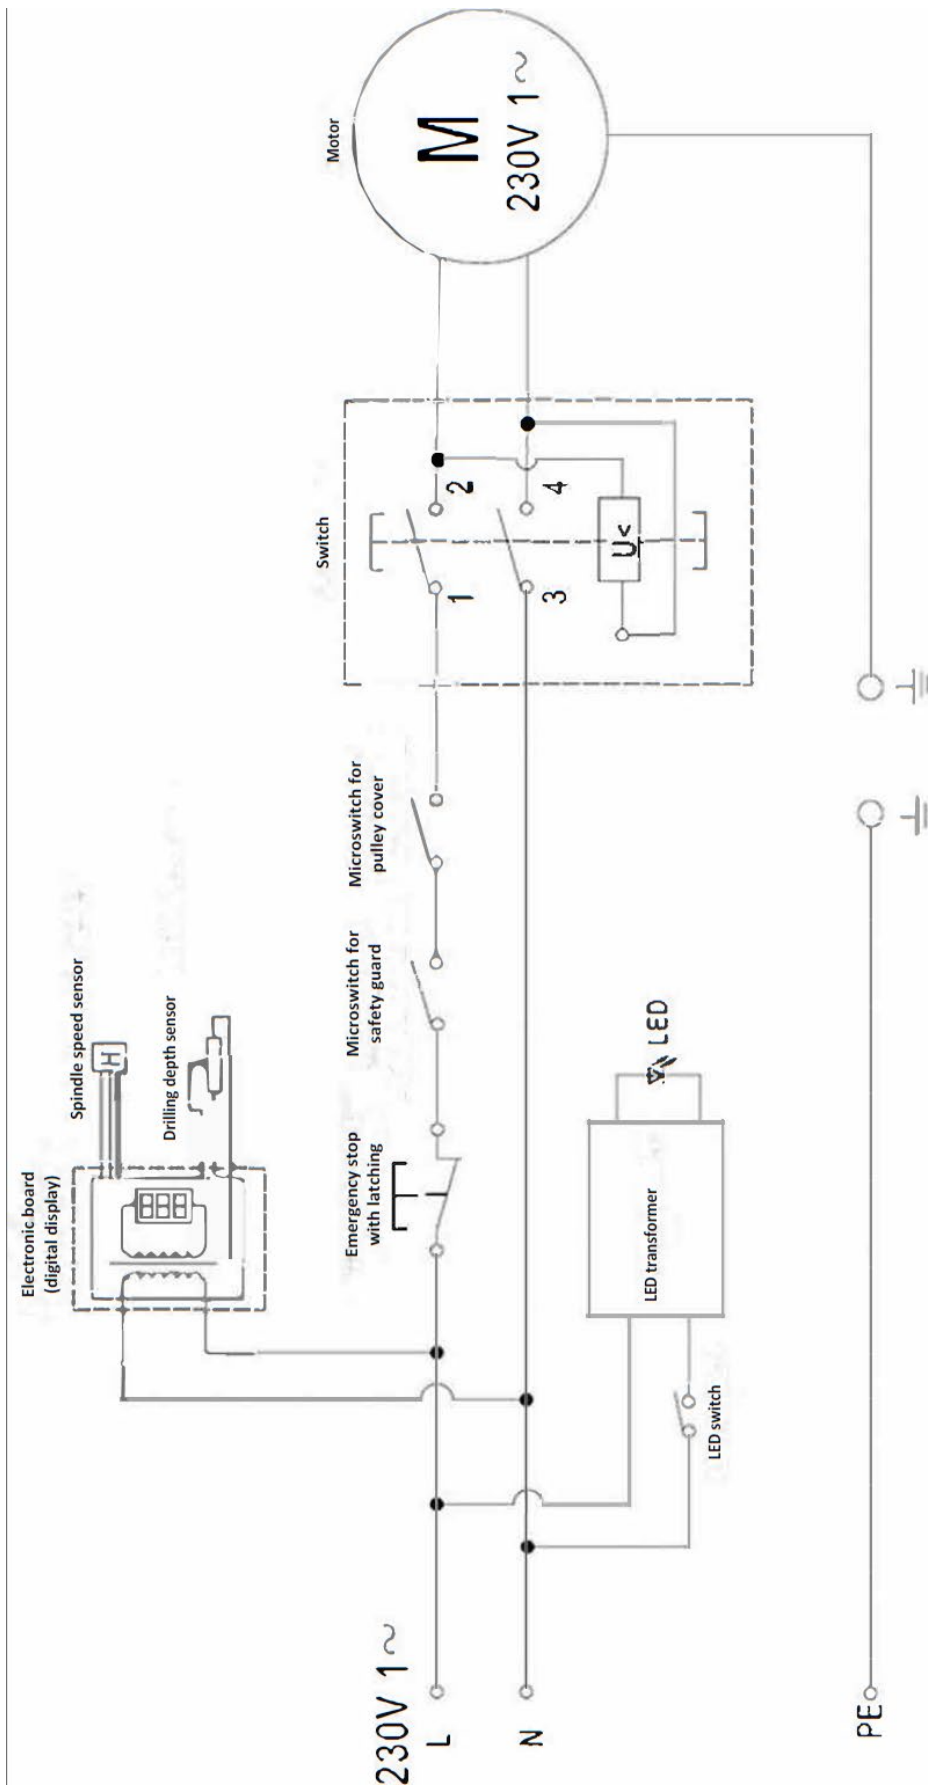 Motor
M
230V 1~
Switch
1
2
3
4
U<
Microswitch for
pulley cover
Microswitch for
safety guard
Spindle speed sensor
H
Drilling depth sensor
Electronic board
(digital display)
Emergency stop
with latching
LED
LED transformer
LED switch
230V 1~
L
N
PE